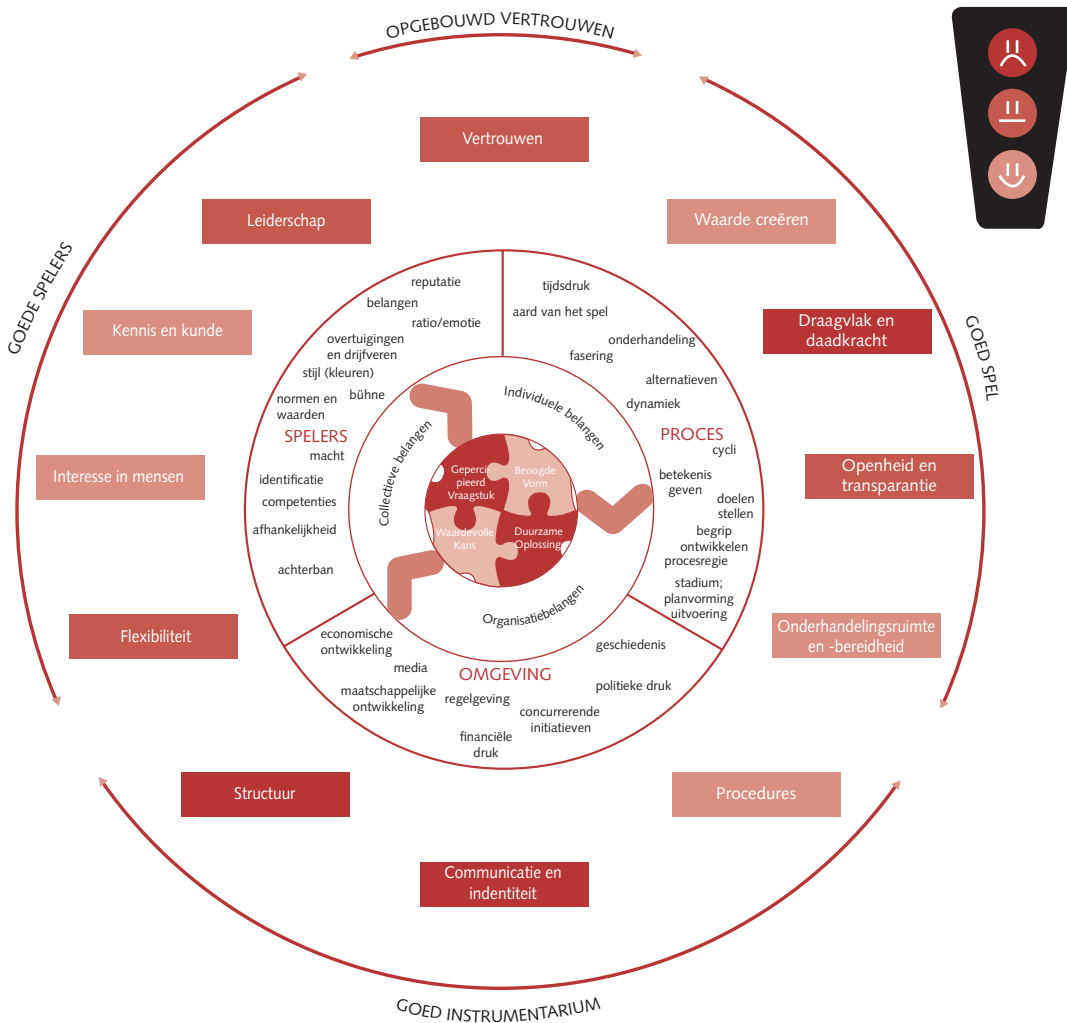 OPGEBOUWD VERTROUWEN
Vertrouwen
Leiderschap
Waarde creëren
GOEDE SPELERS
Kennis en kunde
Draagvlak en
daadkracht
GOED SPEL
Interesse in mensen
Openheid en
transparantie
Flexibiliteit
Onderhandelingsruimte
en -bereidheid
Structuur
Procedures
Communicatie en
indentiteit
GOED INSTRUMENTARIUM
reputatie
belangen
ratio/emotie
overtuigingen
en drijfveren
stijl (kleuren)
bühne
normen en
waarden
SPELERS
macht
identificatie
competenties
afhankelijkheid
achterban
tijdsdruk
aard van het spel
onderhandeling
fasering
alternatieven
dynamiek
PROCES
cycli
betekenis
geven
doelen
stellen
begrip
ontwikkelen
procesregie
stadium;
planvorming
uitvoering
economische
ontwikkeling
media
geschiedenis
OMGEVING
maatschappelijke
ontwikkeling
regelgeving
politieke druk
concurrerende
initiatieven
financiële
druk
Individuele belangen
Collectieve belangen
Organisatiebelangen
Geperci-
pieerd
Vraagstuk
Beoogde
Vorm
Waardevolle
Kans
Duurzame
Oplossing